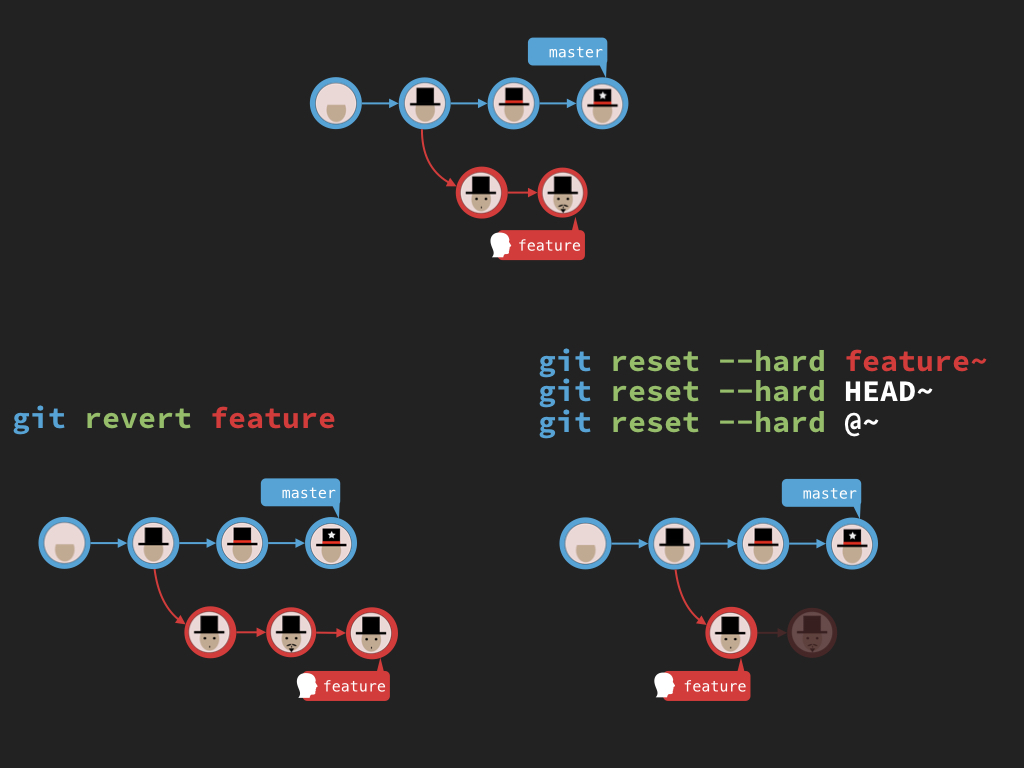 master
feature
git revert feature
git reset --hard feature~
git reset --hard HEAD~
git reset --hard @~
master
feature
master
feature